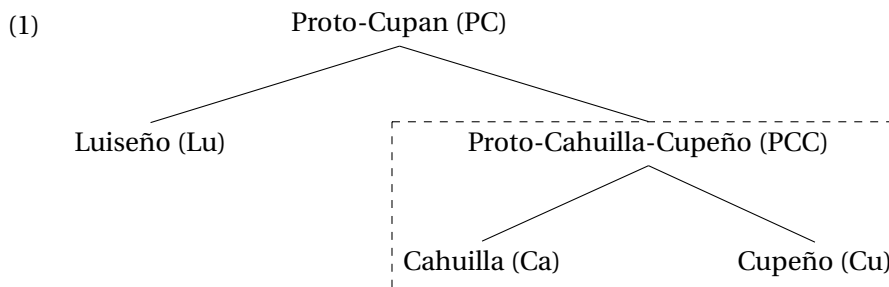 (1) Proto-Cupan (PC)
Luiseño (Lu) Proto-Cahuilla-Cupeño (PCC)
Cahuilla (Ca) Cupeño (Cu)